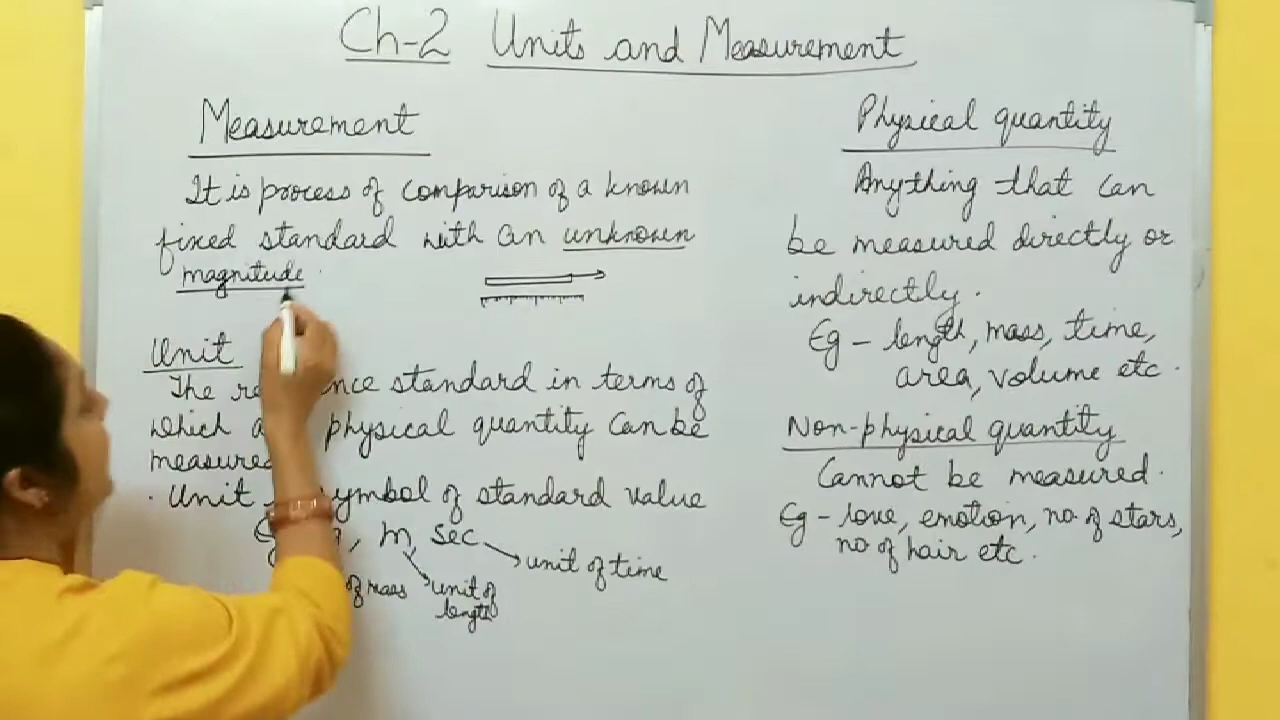 Ch-2 Units and Measurement
Measurement
It is process of comparison of a known
fixed standard with an unknown
magnitude.
Unit
The nce standard in terms of
which a physical quantity can be
measured
. Unit symbol of standard value
m, sec
unit of time
of mass unit of
length
Physical quantity
Anything that can
be measured directly or
indirectly.
Eg - length, mass, time,
area, volume etc.
Non-physical quantity
Cannot be measured.
Eg - love, emotion, no. of stars,
no of hair etc.